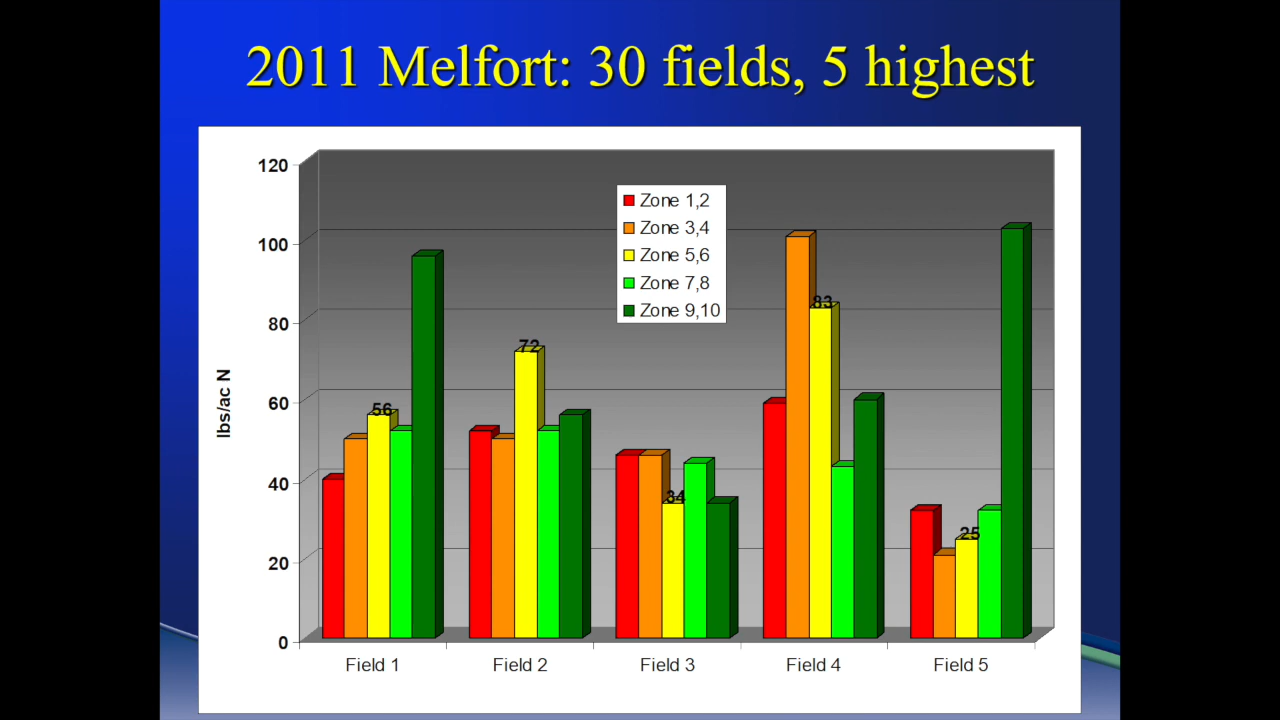 2011 Melfort: 30 fields, 5 highest
120
100
80
60
40
20
0
lbs/ac N
Zone 1,2
Zone 3,4
Zone 5,6
Zone 7,8
Zone 9,10
56
72
34
83
25
Field 1
Field 2
Field 3
Field 4
Field 5